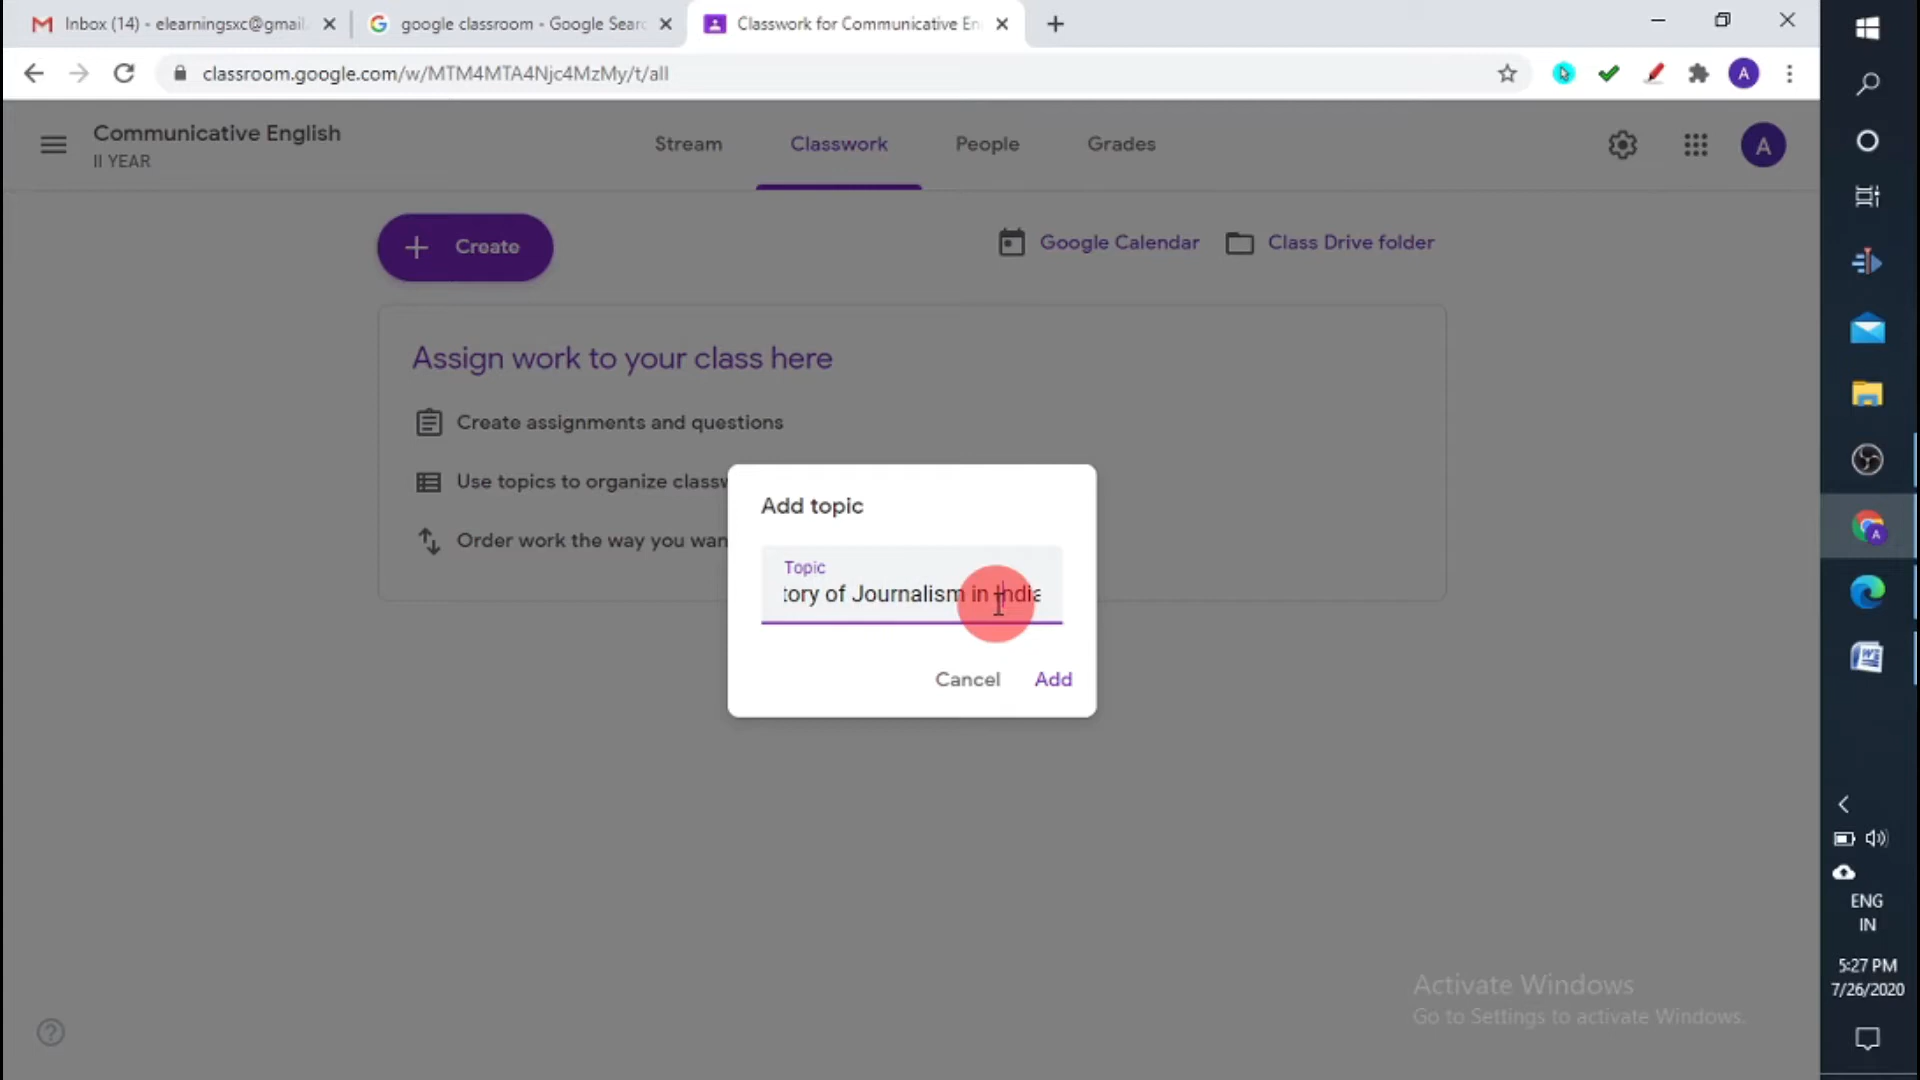 Inbox (14) - elearningsxc@gmail.
google classroom - Google Searc
Classwork for Communicative En
classroom.google.com/w/MTM4MTA4Njc4MzMy/t/all
A
Communicative English
II YEAR
Stream
Classwork
People
Grades
A
Create
Google Calendar
Class Drive folder
Assign work to your class here
Create assignments and questions
Use topics to organize classw
Order work the way you wan
Add topic
Topic
tory of Journalism in India
Cancel
Add
ENG
IN
5:27 PM
7/26/2020
Activate Windows
Go to Settings to activate Windows.